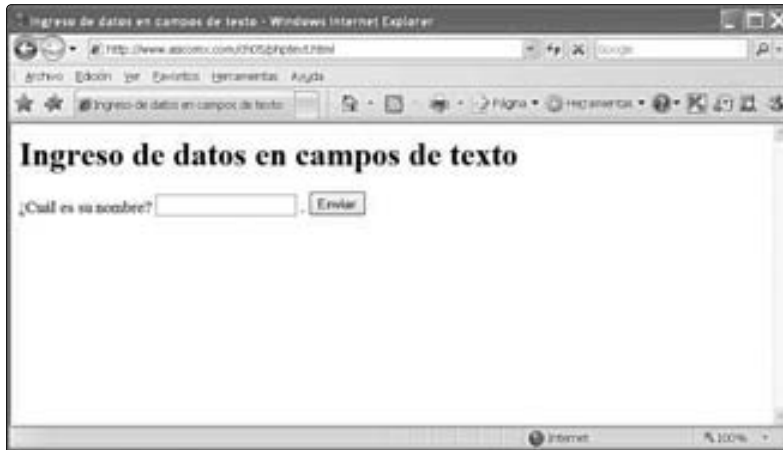 Ingreso de datos en campos de texto - Windows Internet Explorer
Google
Archivo Edición Ver Favoritos Herramientas Ayuda
Ingreso de datos en campos de texto
Página Herramientas
Ingreso de datos en campos de texto
¿Cuál es su nombre? . Enviar
Internet 100%